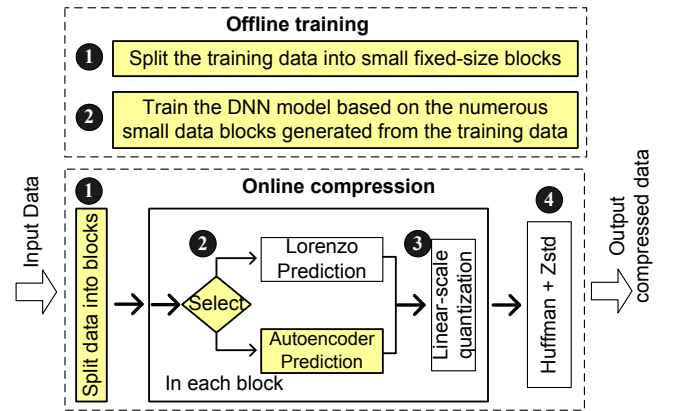 Offline training
1
Split the training data into small fixed-size blocks
2
Train the DNN model based on the numerous
small data blocks generated from the training data
Input Data
Online compression
1
Split data into blocks
2
Select
Lorenzo
Prediction
Autoencoder
Prediction
In each block
3
Linear-scale
quantization
4
Huffman + Zstd
Output
compressed data